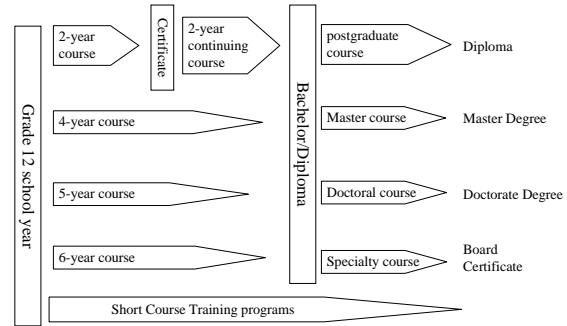 2-year
course
Certificate
2-year
continuing
course
postgraduate
course
Diploma
Grade 12 school year
Bachelor/Diploma
4-year course
Master course
Master Degree
5-year course
Doctoral course
Doctorate Degree
6-year course
Specialty course
Board
Certificate
Short Course Training programs